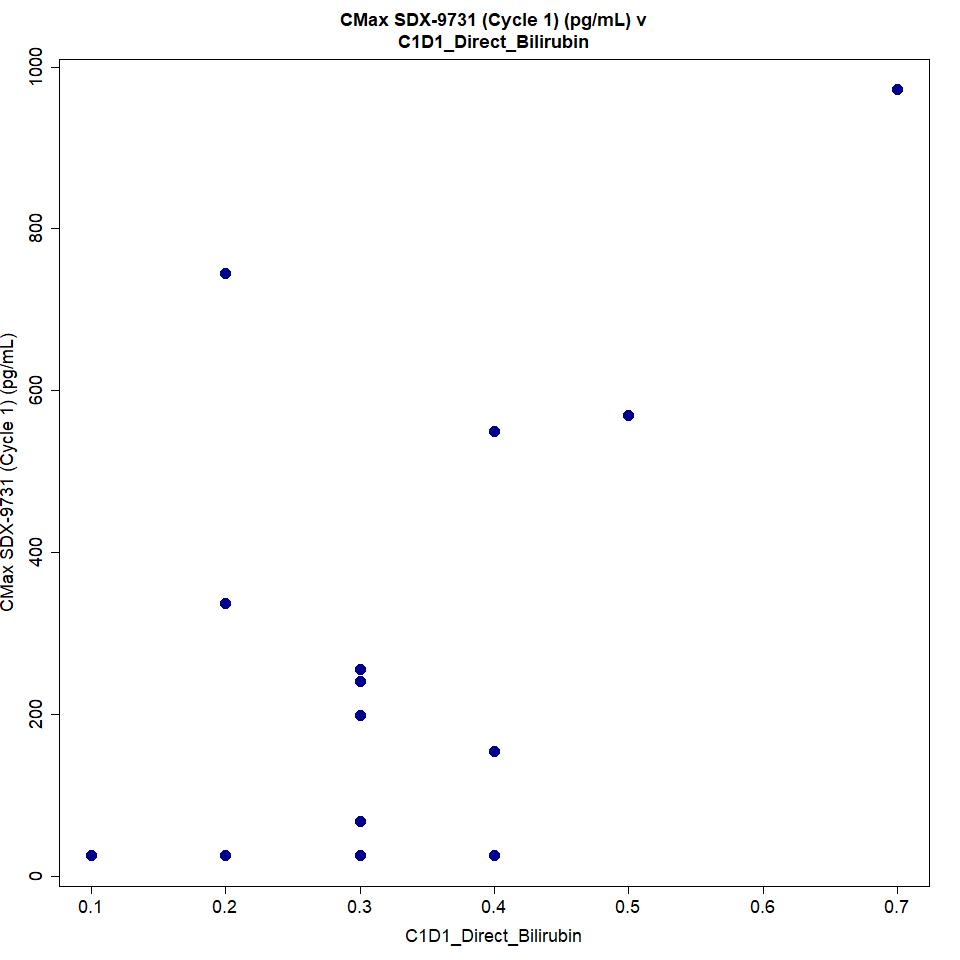 CMax SDX-9731 (Cycle 1) (pg/mL) v
C1D1_Direct_Bilirubin
CMax SDX-9731 (Cycle 1) (pg/mL)
1000
800
600
400
200
0
0.1 0.2 0.3 0.4 0.5 0.6 0.7
C1D1_Direct_Bilirubin